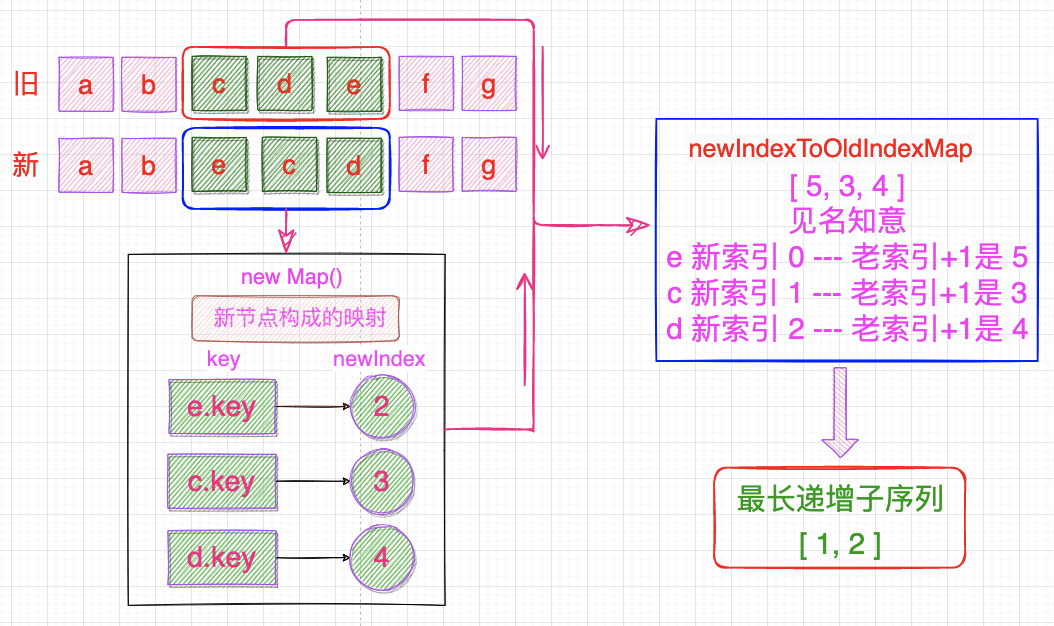 旧 a b c d e f g
新 a b e c d f g
new Map()
新节点构成的映射
key newIndex
e.key 2
c.key 3
d.key 4
newIndexToOldIndexMap
[ 5, 3, 4 ]
见名知意
e 新索引 0 --- 老索引+1是 5
c 新索引 1 --- 老索引+1是 3
d 新索引 2 --- 老索引+1是 4
最长递增子序列
[ 1, 2 ]